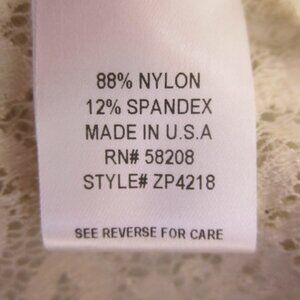 88% NYLON
12% SPANDEX
MADE IN U.S.A
RN# 58208
STYLE# ZP4218
SEE REVERSE FOR CARE